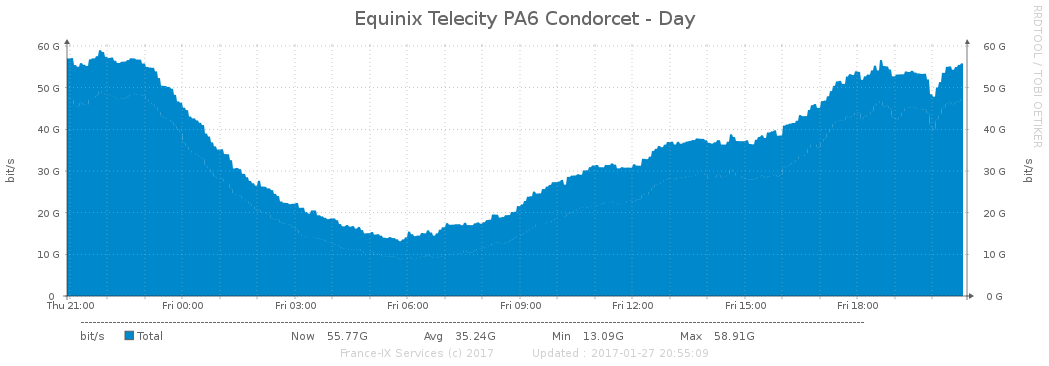 Equinix Telecity PA6 Condorcet - Day
RRDTOOL / TOBI OETIKER
60 G 60 G
50 G 50 G
40 G 40 G
30 G 30 G
20 G 20 G
10 G 10 G
0 0 G
bit/s bit/s
Thu 21:00 Fri 00:00 Fri 03:00 Fri 06:00 Fri 09:00 Fri 12:00 Fri 15:00 Fri 18:00
bit/s Total Now 55.77G Avg 35.24G Min 13.09G Max 58.91G
France-IX Services (c) 2017 Updated : 2017-01-27 20:55:09